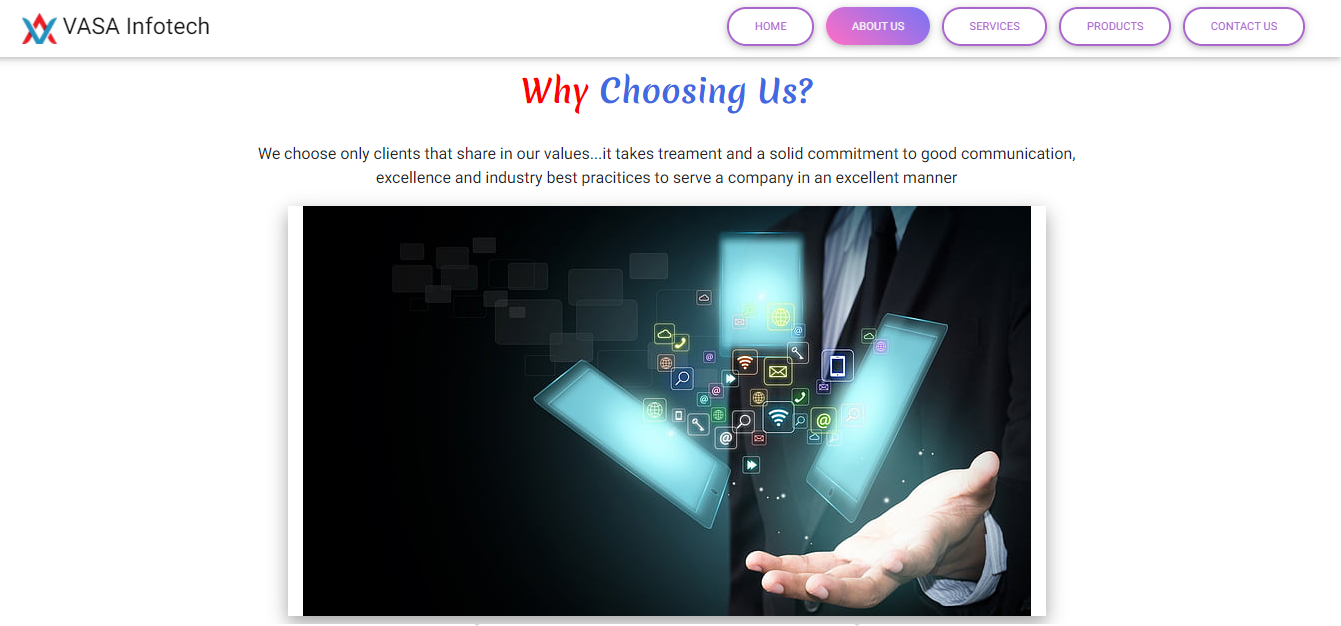 VASA Infotech
HOME
ABOUT US
SERVICES
PRODUCTS
CONTACT US
Why Choosing Us?
We choose only clients that share in our values...it takes treament and a solid commitment to good communication,
excellence and industry best pracitices to serve a company in an excellent manner